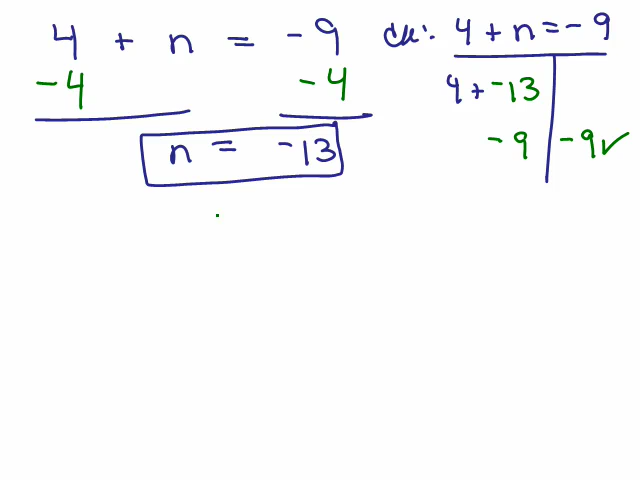 4 + n = -9
-4 -4
n = -13
ck: 4 + n = -9
4 + -13
-9 -9✓